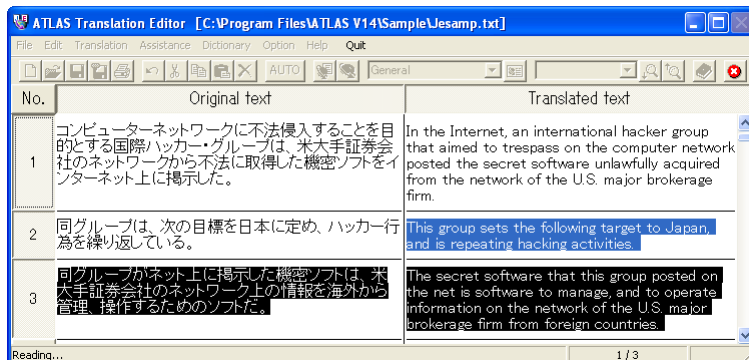 ATLAS Translation Editor [C:\Program Files\ATLAS V14\Sample\Jesamp.txt]
File Edit Translation Assistance Dictionary Option Help Quit
AUTO General
No. Original text Translated text
1
コンピューターネットワークに不法侵入することを目
的とする国際ハッカー・グループは、米大手証券会
社のネットワークから不法に取得した機密ソフトをイ
ンターネット上に掲示した。
In the Internet, an international hacker group
that aimed to trespass on the computer network
posted the secret software unlawfully acquired
from the network of the U.S. major brokerage
firm.
2
同グループは、次の目標を日本に定め、ハッカー行
為を繰り返している。
This group sets the following target to Japan,
and is repeating hacking activities.
3
同グループがネット上に掲示した機密ソフトは、米
大手証券会社のネットワーク上の情報を海外から
管理、操作するためのソフトだ。
The secret software that this group posted on
the net is software to manage, and to operate
information on the network of the U.S. major
brokerage firm from foreign countries.
Reading... 1 / 3